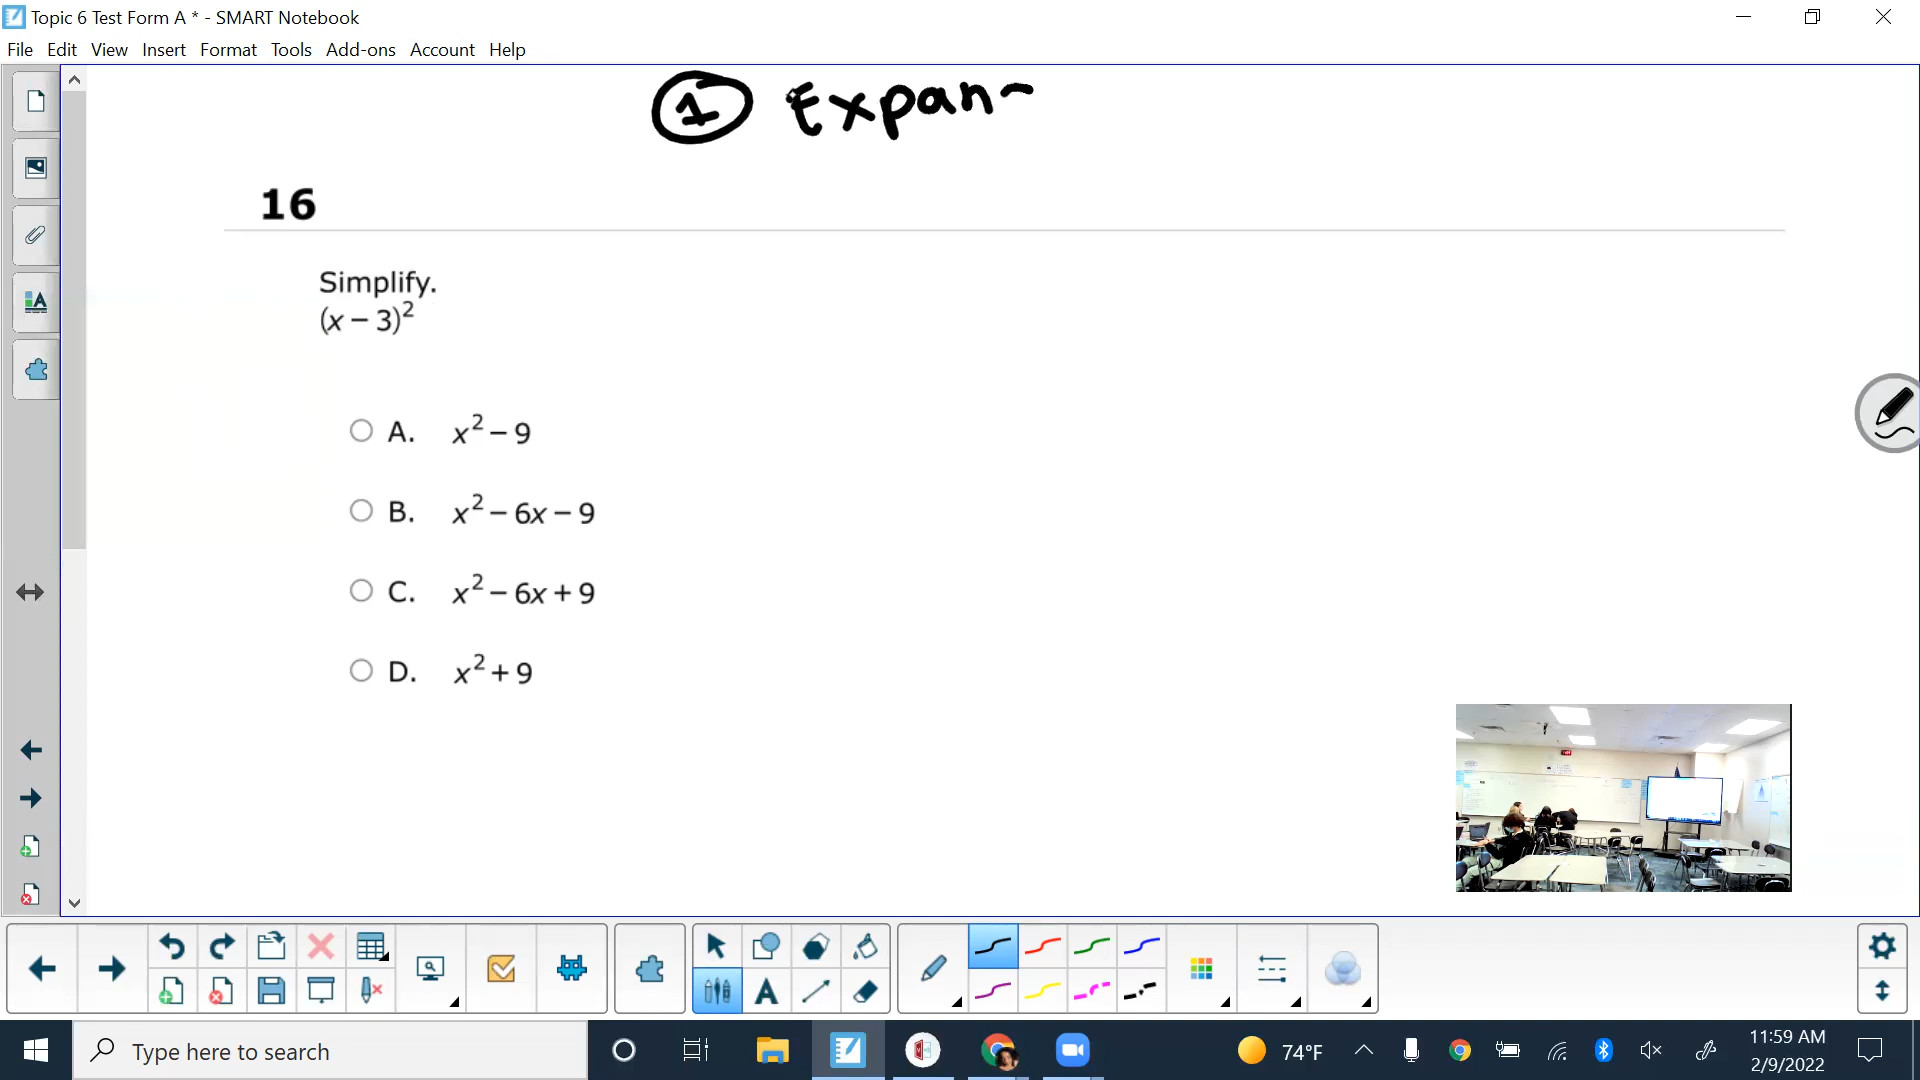 Topic 6 Test Form A * - SMART Notebook
File Edit View Insert Format Tools Add-ons Account Help
1 Expan
16
Simplify.
(x – 3)²
A. x² – 9
B. x² – 6x – 9
C. x² – 6x + 9
D. x² + 9
Type here to search
74°F
11:59 AM
2/9/2022